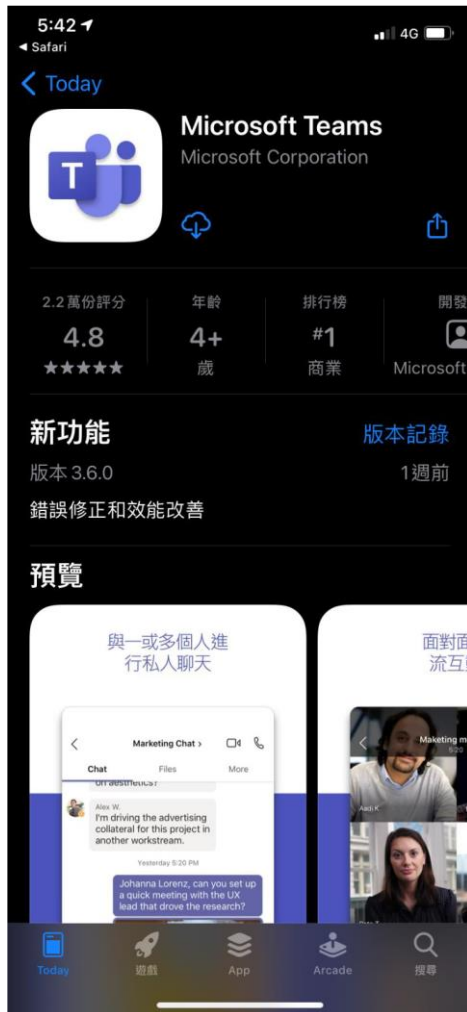 5:42
Safari
4G
Today
Microsoft Teams
Microsoft Corporation
T
2.2萬份評分
年齡
排行榜
4.8
4+
#1
★★★★★
歲
商業
Microsoft
新功能
版本記錄
版本 3.6.0
1週前
錯誤修正和效能改善
預覽
與一或多個人進
行私人聊天
Marketing Chat >
Chat
Files
More
on aesthetics?
Alex W.
I'm driving the advertising
collateral for this project in
another workstream.
Yesterday 5:20 PM
Johanna Lorenz, can you set up
a quick meeting with the UX
lead that drove the research?
面對面
流互
Maketing m
5:20
Aadi K
Today
遊戲
App
Arcade
搜尋